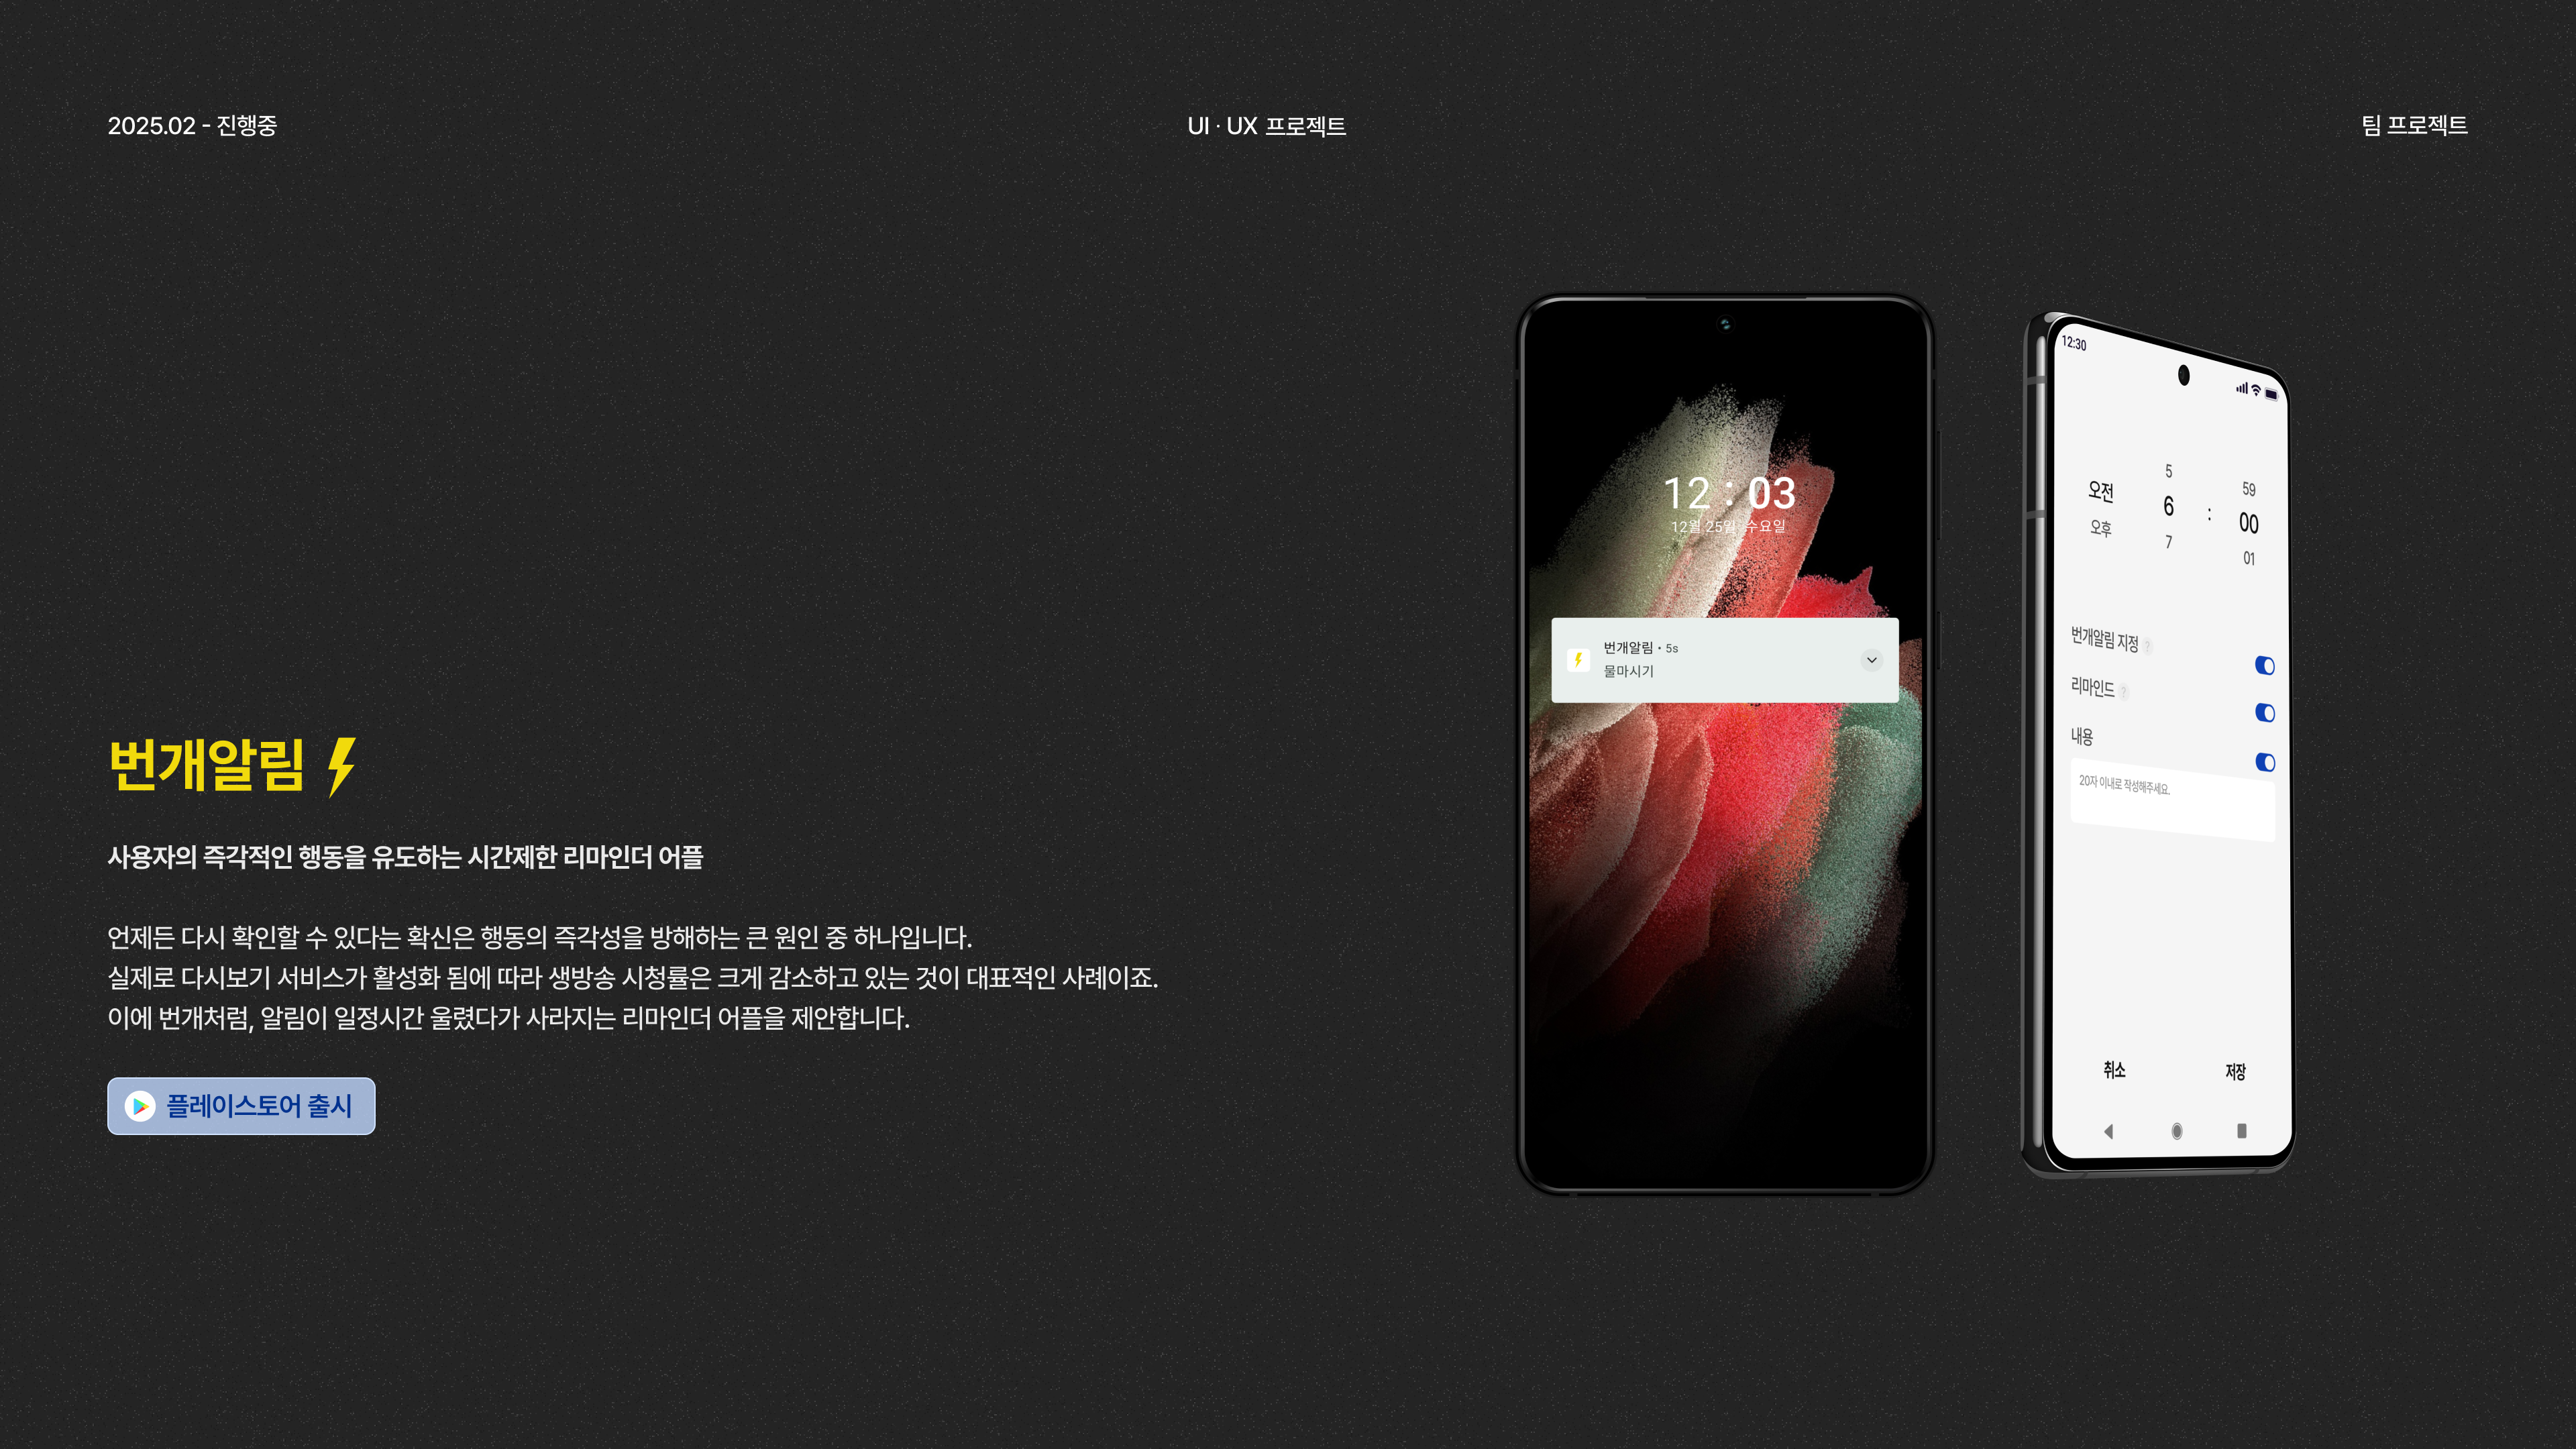 2025.02 - 진행중
UI · UX 프로젝트
팀 프로젝트
번개알림
사용자의 즉각적인 행동을 유도하는 시간제한 리마인더 어플
언제든 다시 확인할 수 있다는 확신은 행동의 즉각성을 방해하는 큰 원인 중 하나입니다.
실제로 다시보기 서비스가 활성화 됨에 따라 생방송 시청률은 크게 감소하고 있는 것이 대표적인 사례이죠.
이에 번개처럼, 알림이 일정시간 울렸다가 사라지는 리마인더 어플을 제안합니다.
플레이스토어 출시
12 : 03
12월 25일 수요일
번개알림 • 5s
물마시기
12:30
5
59
오전
6
:
00
오후
7
01
번개알림 지정 ?
리마인드 ?
내용
20자 이내로 작성해주세요.
취소
저장